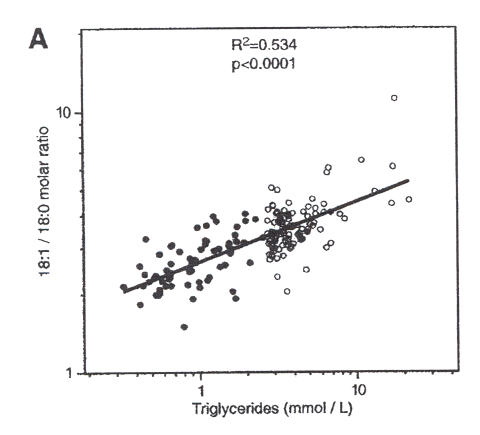 A
R²=0.534
p<0.0001
10
18:1 / 18:0 molar ratio
1
1 10
Triglycerides (mmol / L)